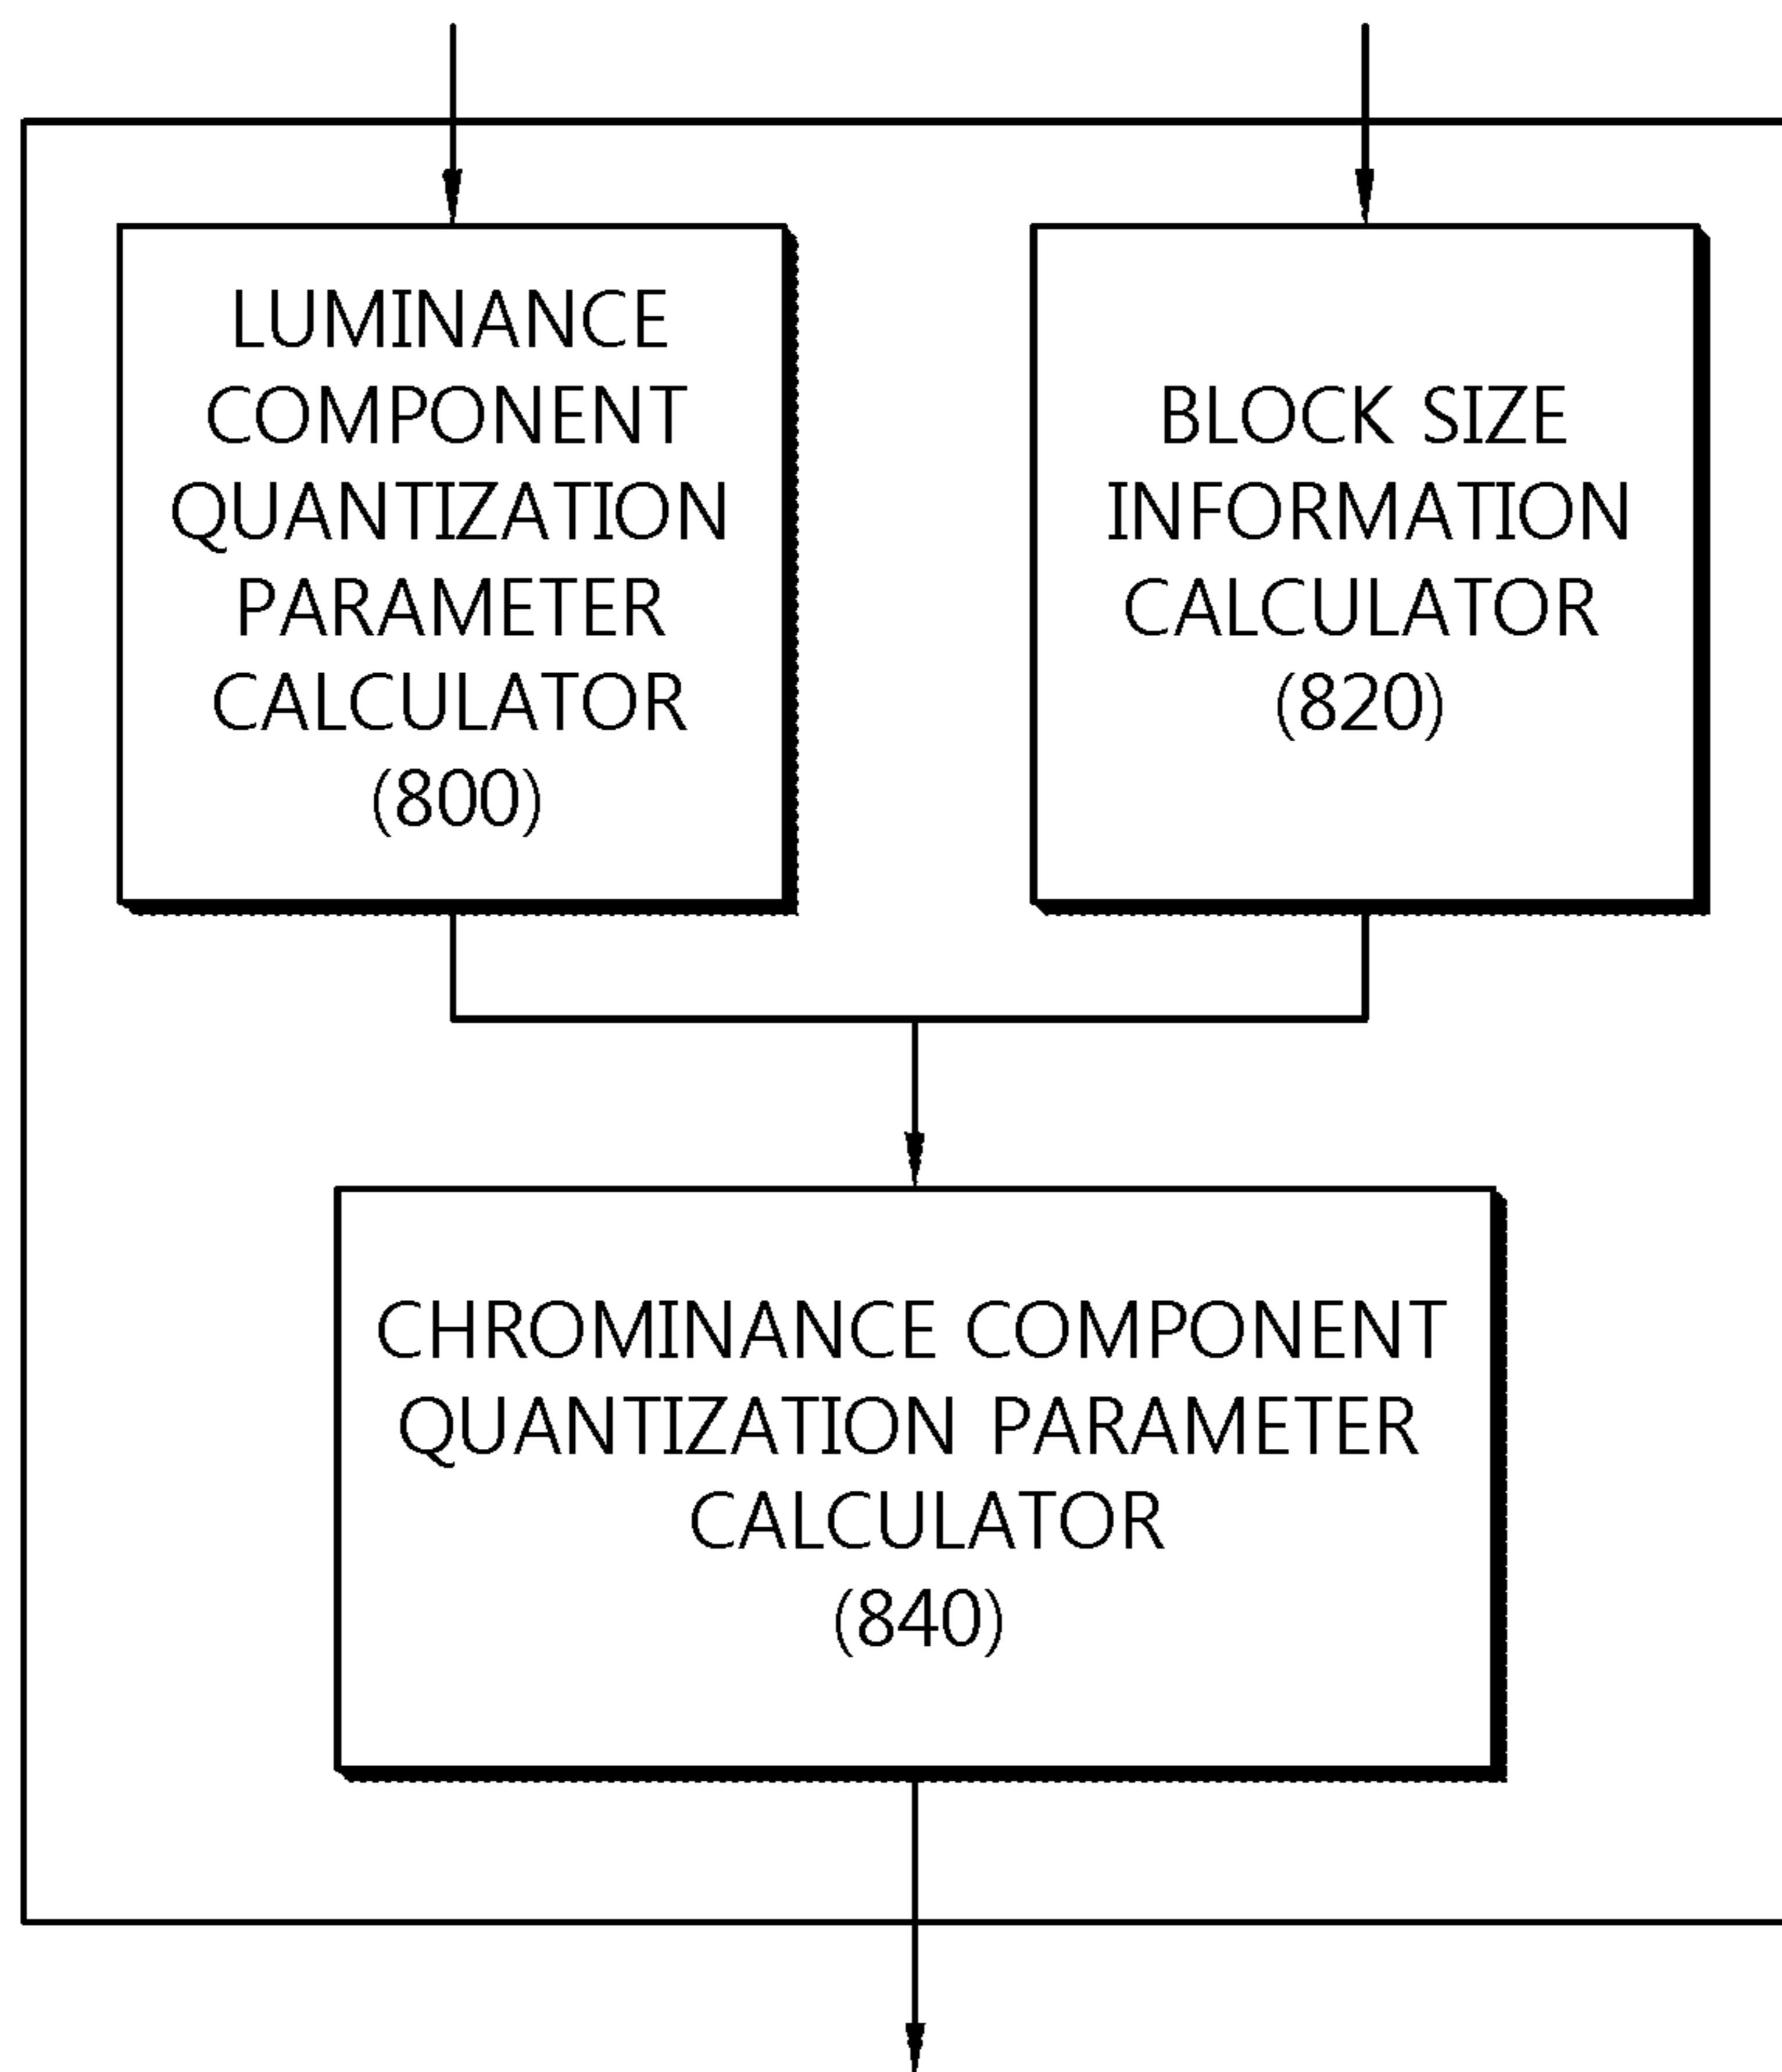 LUMINANCE
COMPONENT
QUANTIZATION
PARAMETER
CALCULATOR
(800)
BLOCK SIZE
INFORMATION
CALCULATOR
(820)
CHROMINANCE COMPONENT
QUANTIZATION PARAMETER
CALCULATOR
(840)